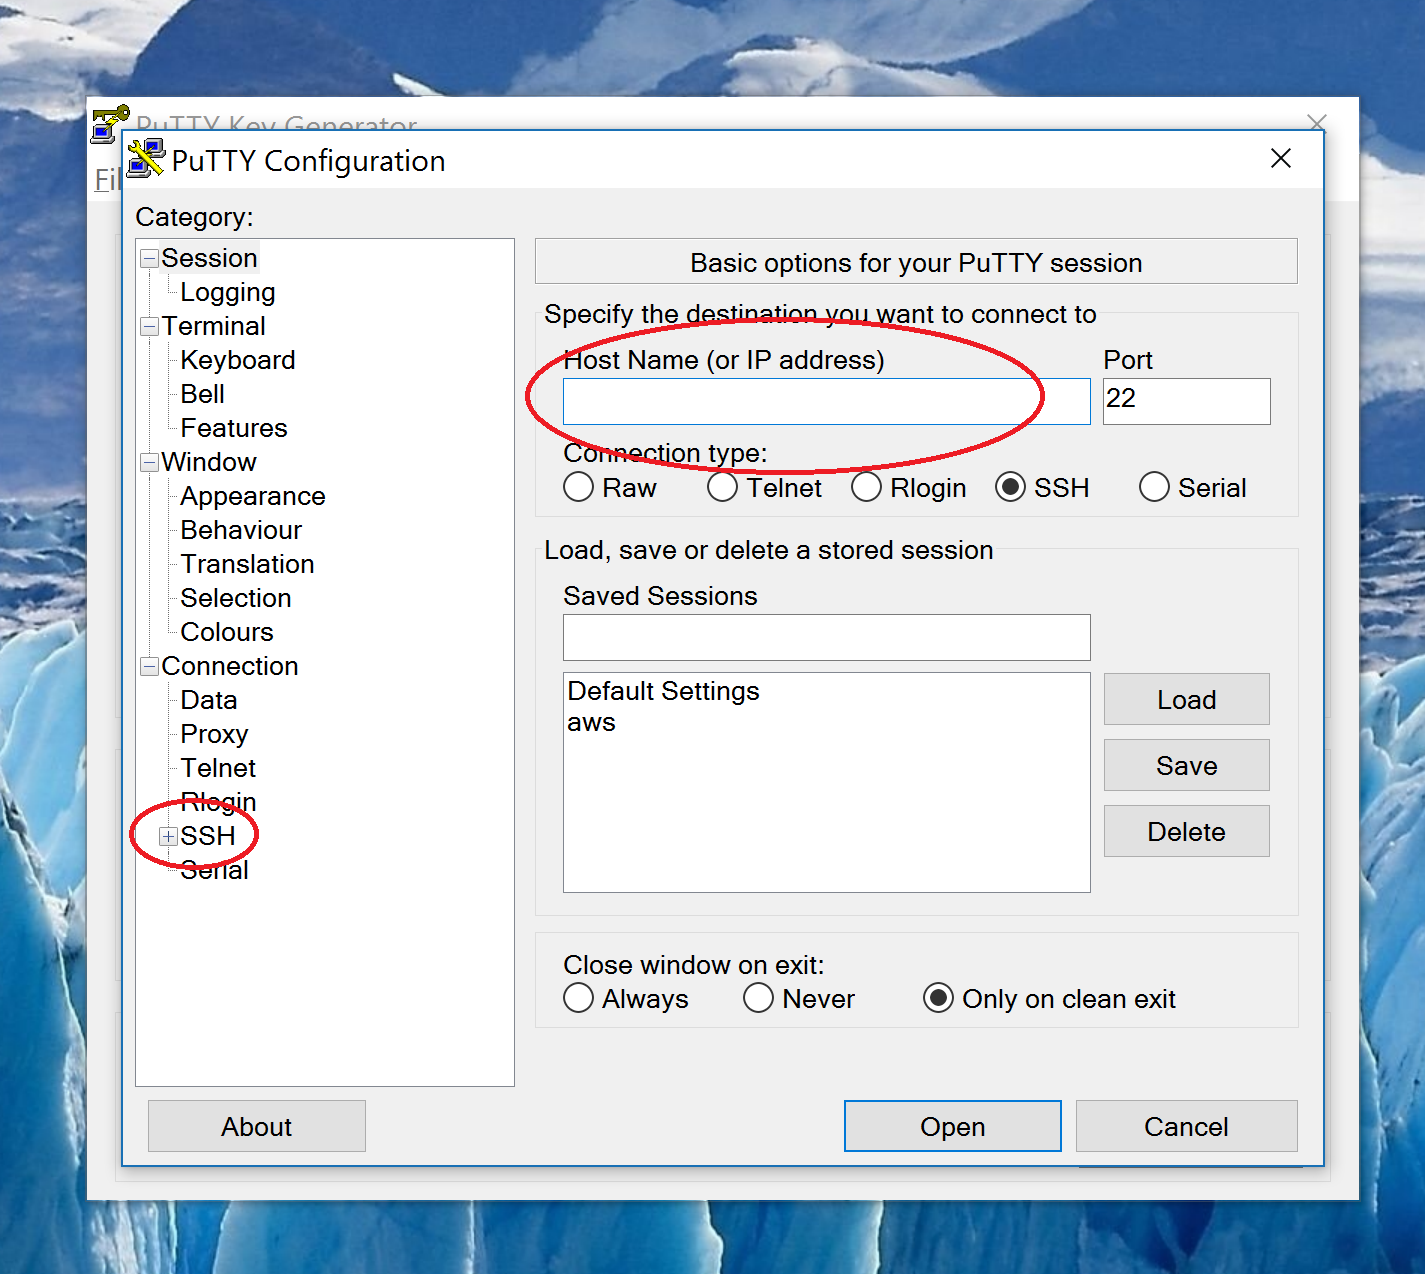 PuTTY Key Generator
Fil
PuTTY Configuration
Category:
Session
Logging
Terminal
Keyboard
Bell
Features
Window
Appearance
Behaviour
Translation
Selection
Colours
Connection
Data
Proxy
Telnet
Rlogin
SSH
Serial
Basic options for your PuTTY session
Specify the destination you want to connect to
Host Name (or IP address) Port
22
Connection type:
Raw Telnet Rlogin SSH Serial
Load, save or delete a stored session
Saved Sessions
Default Settings
aws
Load
Save
Delete
Close window on exit:
Always Never Only on clean exit
About Open Cancel